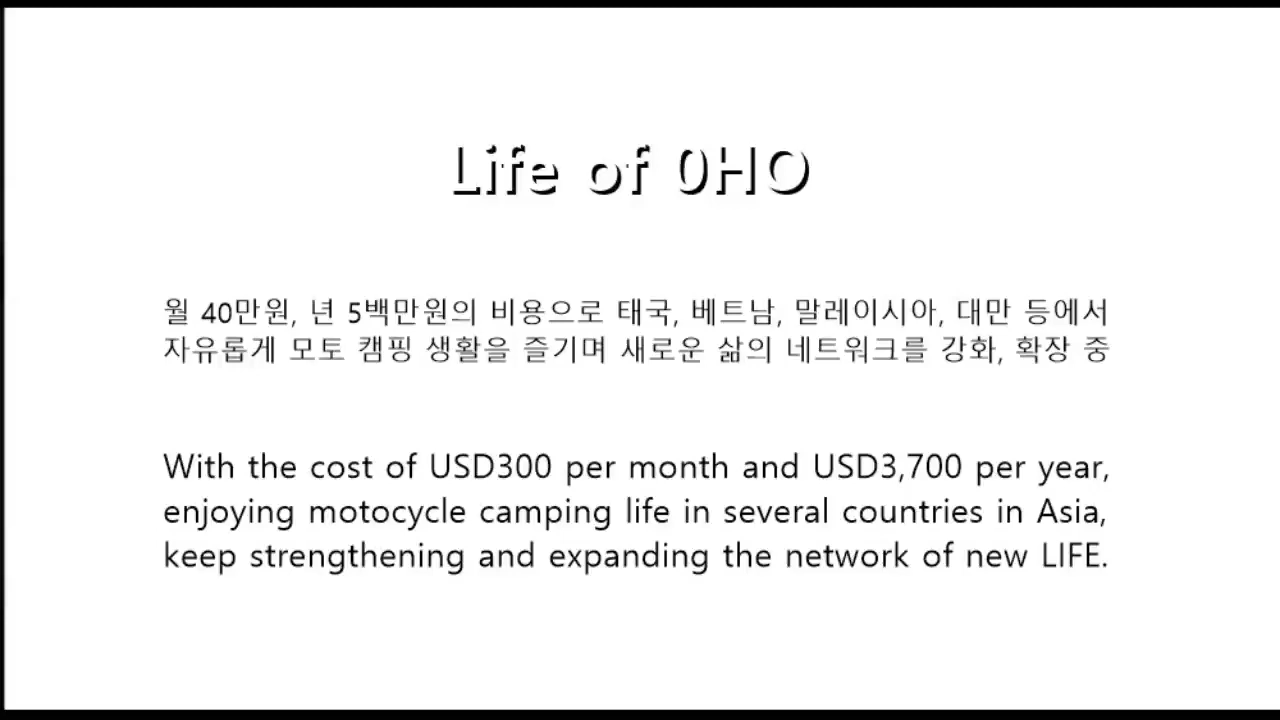 Life of 0HO
월 40만원, 년 5백만원의 비용으로 태국, 베트남, 말레이시아, 대만 등에서
자유롭게 모토 캠핑 생활을 즐기며 새로운 삶의 네트워크를 강화, 확장 중
With the cost of USD300 per month and USD3,700 per year,
enjoying motocycle camping life in several countries in Asia,
keep strengthening and expanding the network of new LIFE.